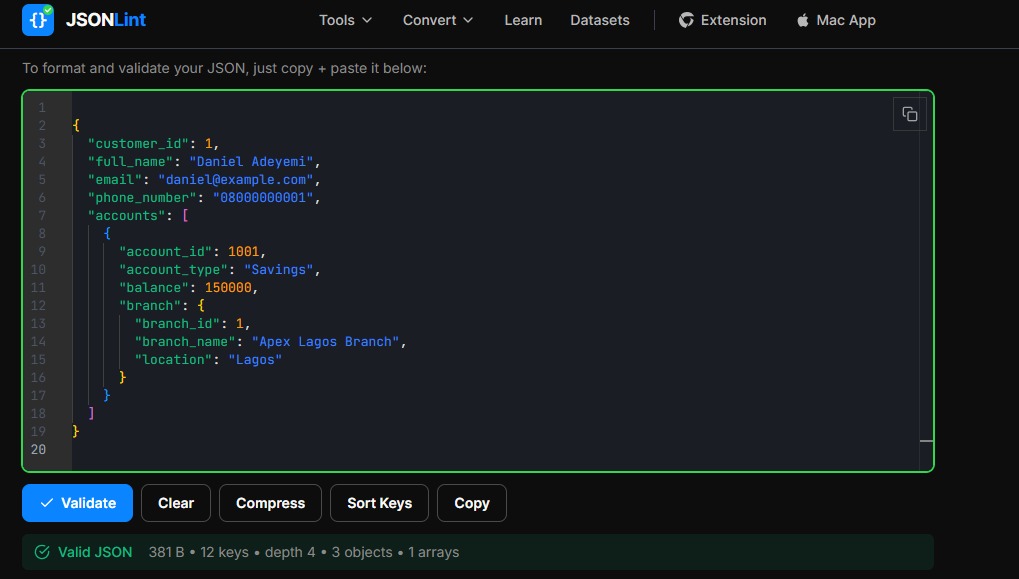 {} JSONLint Tools Convert Learn Datasets Extension Mac App
To format and validate your JSON, just copy + paste it below:
1
2 {
3 "customer_id": 1,
4 "full_name": "Daniel Adeyemi",
5 "email": "daniel@example.com",
6 "phone_number": "08000000001",
7 "accounts": [
8 {
9 "account_id": 1001,
10 "account_type": "Savings",
11 "balance": 150000,
12 "branch": {
13 "branch_id": 1,
14 "branch_name": "Apex Lagos Branch",
15 "location": "Lagos"
16 }
17 }
18 ]
19 }
20
Validate Clear Compress Sort Keys Copy
Valid JSON 381 B • 12 keys • depth 4 • 3 objects • 1 arrays